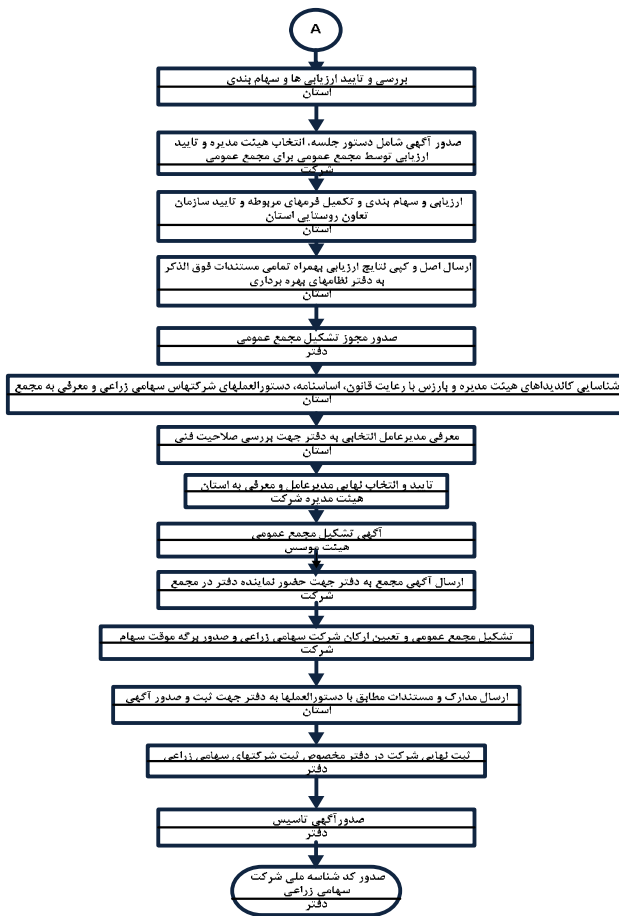 A
بررسی و تایید ارزیابی ها و سهام بندی
استان
صدور آگهی شامل دستور جلسه، انتخاب هیئت مدیره و تایید
ارزیابی توسط مجمع عمومی برای مجمع عمومی
شرکت
ارزیابی و سهام بندی و تکمیل فرمهای مربوطه و تایید سازمان
تعاون روستایی استان
استان
ارسال اصل و کپی نتایج ارزیابی بهمراه تمامی مستندات فوق الذکر
به دفتر نظامهای بهره برداری
استان
صدور مجوز تشکیل مجمع عمومی
دفتر
شناسایی کاندیداهای هیئت مدیره و بازرس با رعایت قانون، اساسنامه، دستورالعملهای شرکتهاس سهامی زراعی و معرفی به مجمع
استان
معرفی مدیرعامل انتخابی به دفتر جهت بررسی صلاحیت فنی
استان
تایید و انتخاب نهایی مدیرعامل و معرفی به استان
هیئت مدیره شرکت
آگهی تشکیل مجمع عمومی
هیئت موسس
ارسال آگهی مجمع به دفتر جهت حضور نماینده دفتر در مجمع
شرکت
تشکیل مجمع عمومی و تعیین ارکان شرکت سهامی زراعی و صدور برگه موقت سهام
شرکت
ارسال مدارک و مستندات مطابق با دستورالعملها به دفتر جهت ثبت و صدور آگهی
استان
ثبت نهایی شرکت در دفتر مخصوص ثبت شرکتهای سهامی زراعی
دفتر
صدورآگهی تاسیس
دفتر
صدور کد شناسه ملی شرکت
سهامی زراعی
دفتر